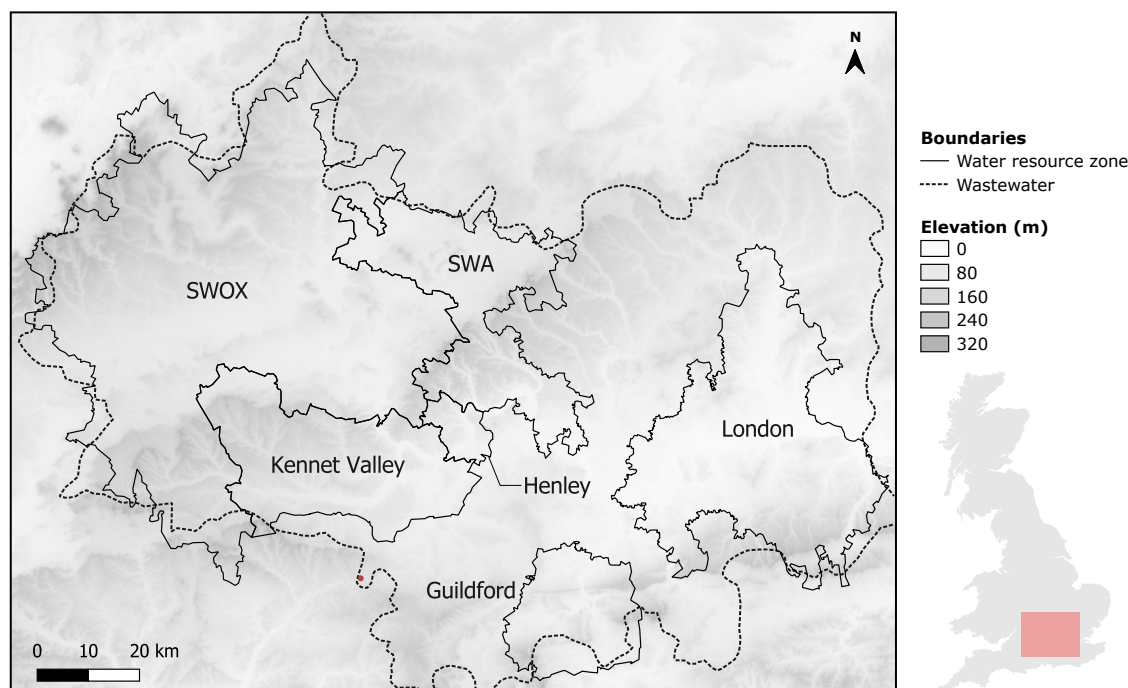 N
SWOX
SWA
Kennet Valley
Henley
London
Guildford
0 10 20 km
Boundaries
Water resource zone
Wastewater
Elevation (m)
0
80
160
240
320